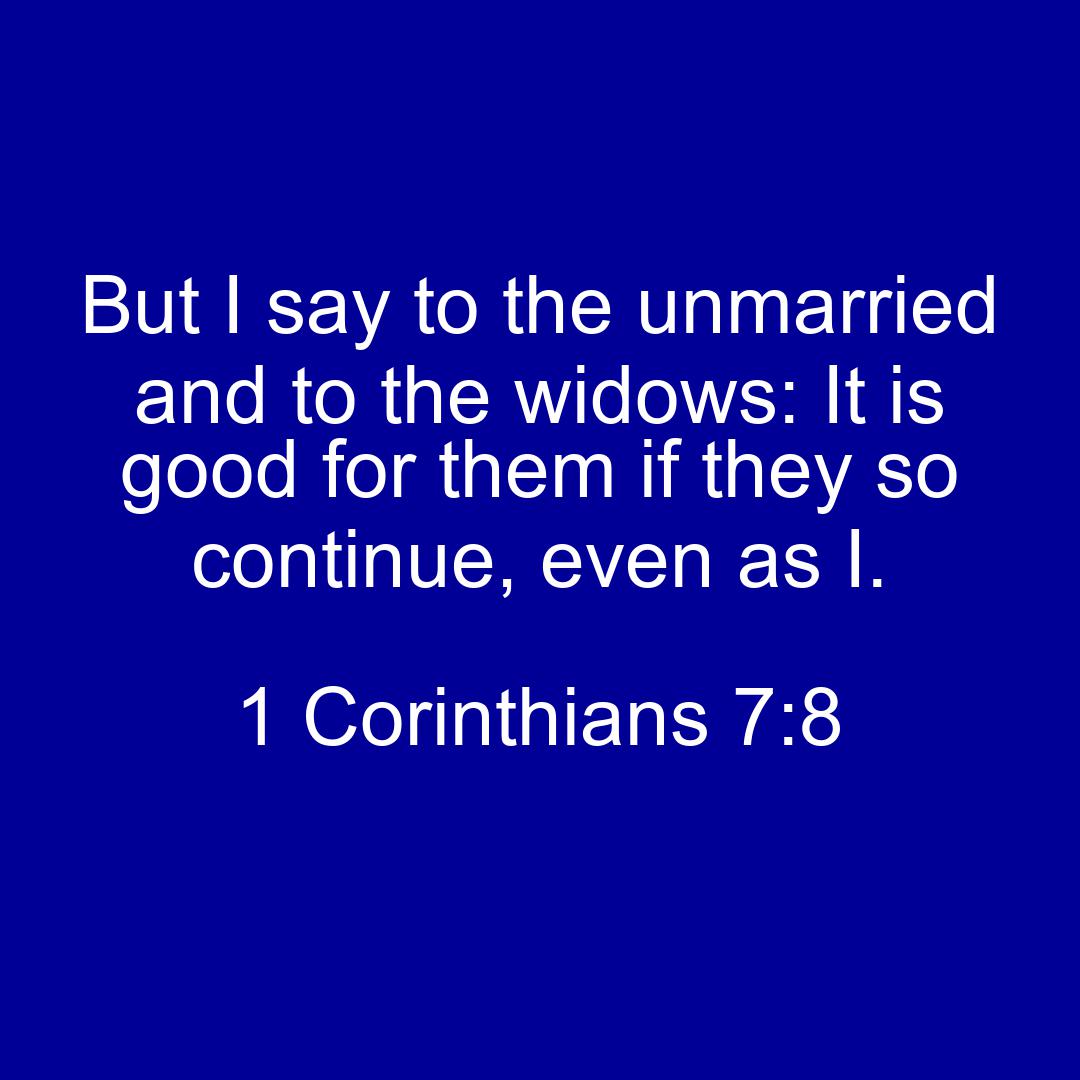 But I say to the unmarried
and to the widows: It is
good for them if they so
continue, even as I.
1 Corinthians 7:8